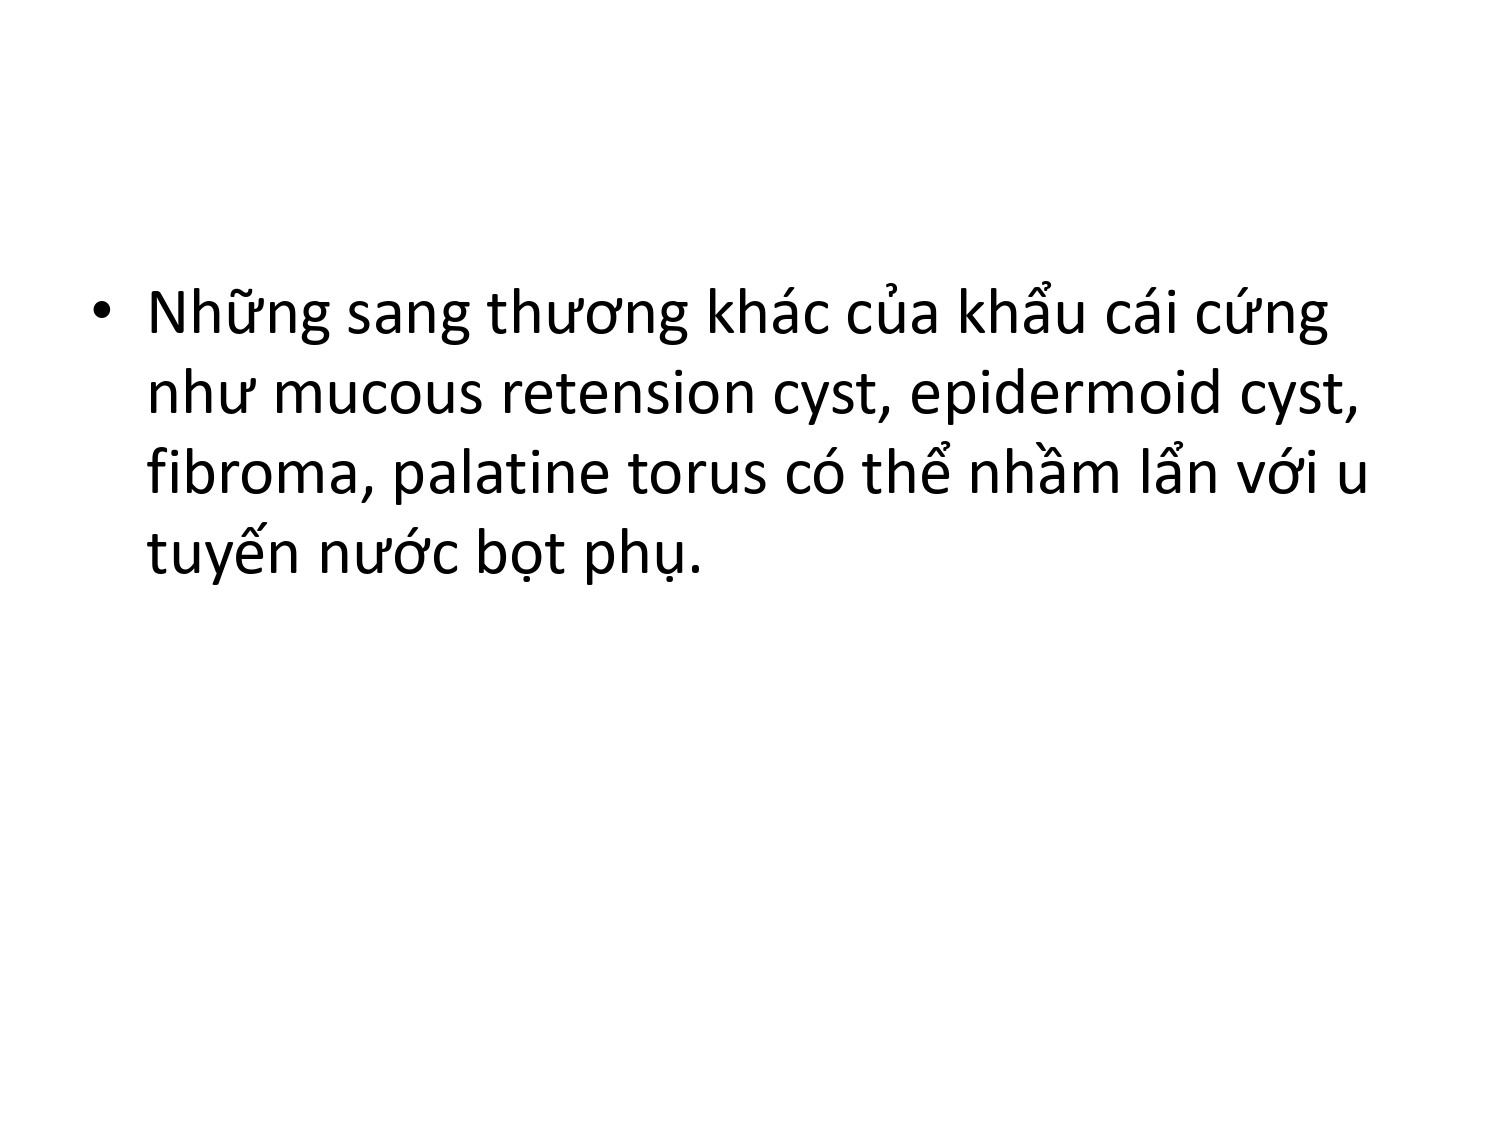 • Những sang thương khác của khẩu cái cứng
như mucous retension cyst, epidermoid cyst,
fibroma, palatine torus có thể nhầm lẩn với u
tuyến nước bọt phụ.